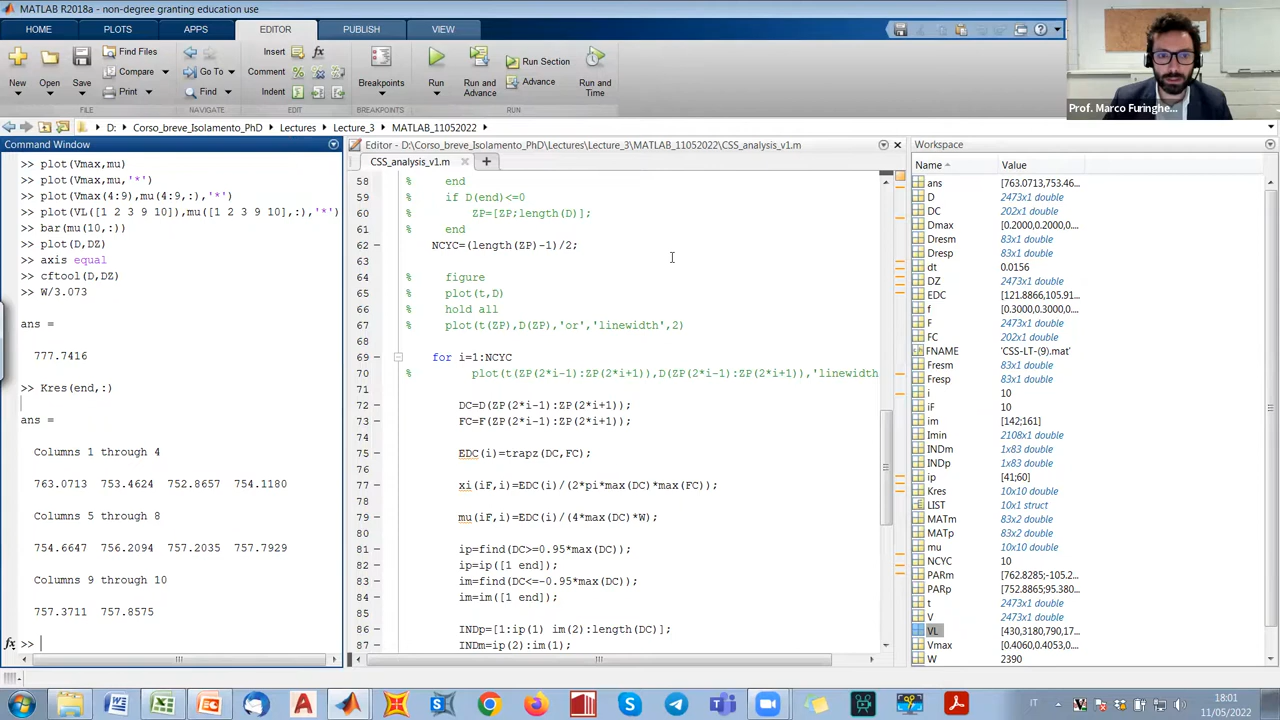 MATLAB R2018a - non-degree granting education use
HOME PLOTS APPS EDITOR PUBLISH VIEW
New Open Save Find Files Compare Print
Go To Find
Insert Comment Indent
Breakpoints
Run Run and Advance Run Section Advance Run and Time
FILE NAVIGATE EDIT BREAKPOINTS RUN
Prof. Marco Furinghe...
D: Corso_breve_Isolamento_PhD Lectures Lecture_3 MATLAB_11052022
Command Window
>> plot(Vmax,mu)
>> plot(Vmax,mu,'*')
>> plot(Vmax(4:9),mu(4:9,:),'*')
>> plot(VL([1 2 3 9 10]),mu([1 2 3 9 10],:),'*')
>> bar(mu(10,:))
>> plot(D,DZ)
>> axis equal
>> cftool(D,DZ)
>> W/3.073
ans =
777.7416
>> Kres(end,:)
ans =
Columns 1 through 4
763.0713 753.4624 752.8657 754.1180
Columns 5 through 8
754.6647 756.2094 757.2035 757.7929
Columns 9 through 10
757.3711 757.8575
fx >>
Editor - D:\Corso_breve_Isolamento_PhD\Lectures\Lecture_3\MATLAB_11052022\CSS_analysis_v1.m
CSS_analysis_v1.m
58 % end
59 % if D(end)<=0
60 % ZP=[ZP;length(D)];
61 % end
62 NCYC=(length(ZP)-1)/2;
63
64 % figure
65 % plot(t,D)
66 % hold all
67 % plot(t(ZP),D(ZP),'or','linewidth',2)
68
69 for i=1:NCYC
70 % plot(t(ZP(2*i-1):ZP(2*i+1)),D(ZP(2*i-1):ZP(2*i+1)),'linewidth
71
72 DC=D(ZP(2*i-1):ZP(2*i+1));
73 FC=F(ZP(2*i-1):ZP(2*i+1));
74
75 EDC(i)=trapz(DC,FC);
76
77 xi(iF,i)=EDC(i)/(2*pi*max(DC)*max(FC));
78
79 mu(iF,i)=EDC(i)/(4*max(DC)*W);
80
81 ip=find(DC>=0.95*max(DC));
82 ip=ip([1 end]);
83 im=find(DC<=-0.95*max(DC));
84 im=im([1 end]);
85
86 INDp=[1:ip(1) im(2):length(DC)];
87 INDm=ip(2):im(1);
Workspace
Name Value
ans [763.0713,753.46...
D 2473x1 double
DC 202x1 double
Dmax [0.2000,0.2000,0...
Dresm 83x1 double
Dresp 83x1 double
dt 0.0156
DZ 2473x1 double
EDC [121.8866,105.91...
f [0.3000,0.3000,0...
F 2473x1 double
FC 202x1 double
FNAME 'CSS-LT-(9).mat'
Fresm 83x1 double
Fresp 83x1 double
i 10
iF 10
im [142;161]
Imin 2108x1 double
INDm 1x83 double
INDp 1x83 double
ip [41;60]
Kres 10x10 double
LIST 10x1 struct
MATm 83x2 double
MATp 83x2 double
mu 10x10 double
NCYC 10
PARm [762.8285;-105.2...
PARp [752.8865;95.380...
t 2473x1 double
V 2473x1 double
VL [430,3180,790,17...
Vmax [0.4060,0.4053,0...
W 2390
IT
18:01
11/05/2022